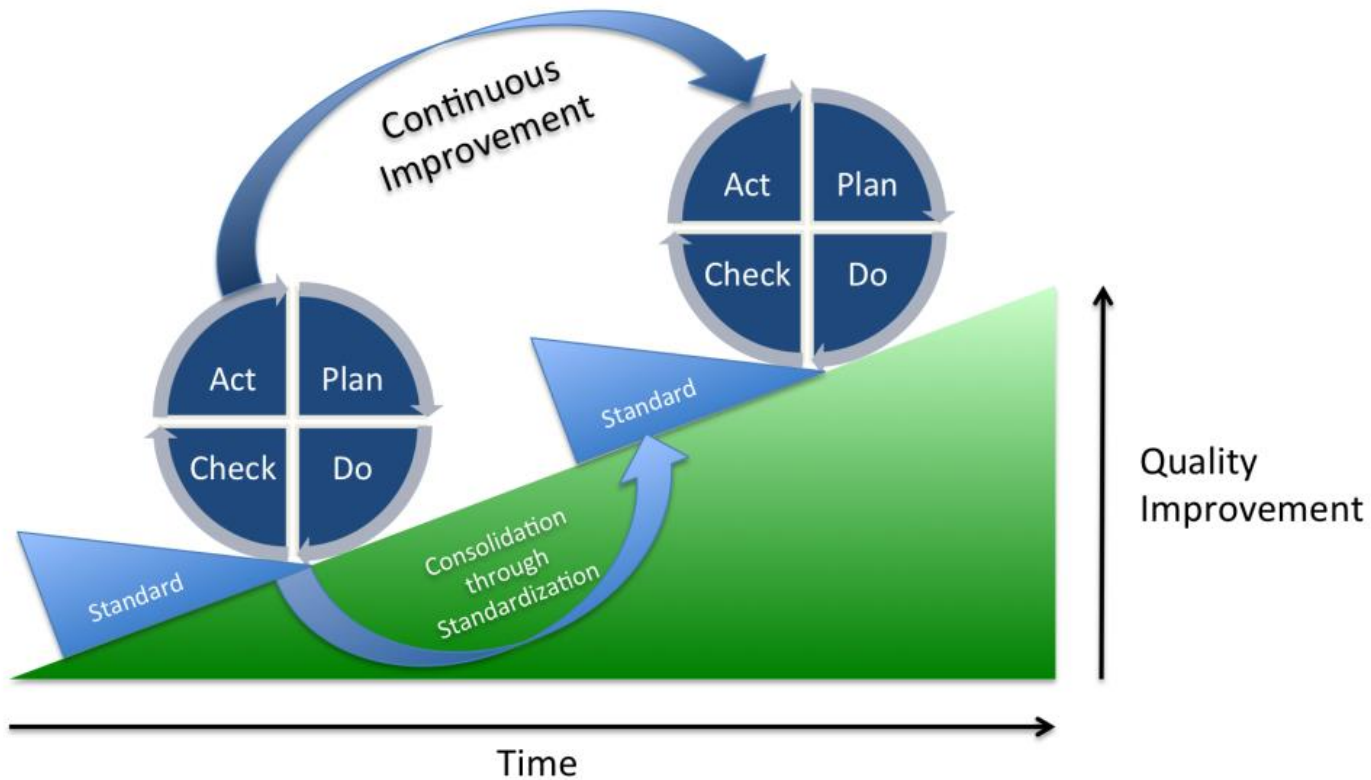 Continuous
Improvement
Act
Plan
Check
Do
Act
Plan
Check
Do
Standard
Standard
Consolidation
through
Standardization
Quality
Improvement
Time